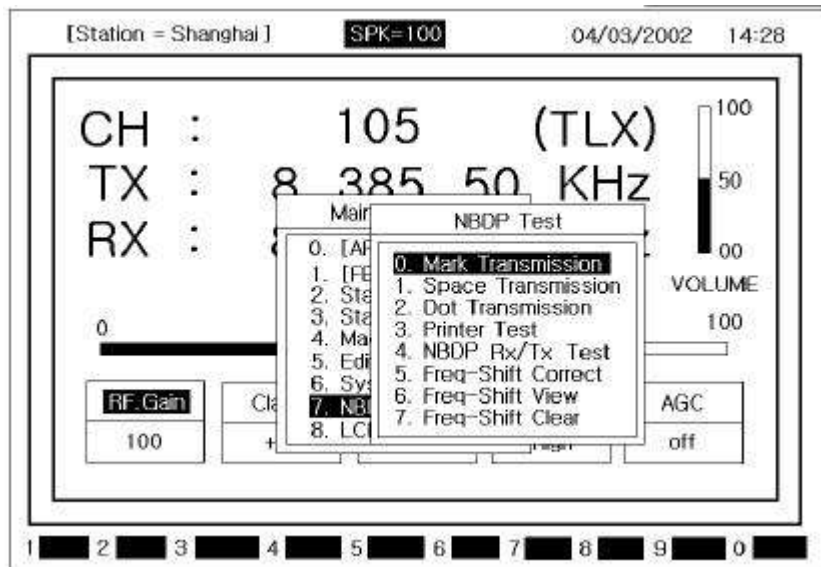 [Station = Shanghai] SPK=100 04/03/2002 14:28
CH : 105 (TLX)
TX : 8 385 50 KHz
RX :
100
50
00
VOLUME
0 100
Main
0. [AF
1. [FE
2. Sta
3. Sta
4. Ma
5. Edi
6. Sys
7. NBD
8. LC
NBDP Test
0. Mark Transmission
1. Space Transmission
2. Dot Transmission
3. Printer Test
4. NBDP Rx/Tx Test
5. Freq-Shift Correct
6. Freq-Shift View
7. Freq-Shift Clear
RF.Gain
100
Cla
+
AGC
off
1 2 3 4 5 6 7 8 9 0